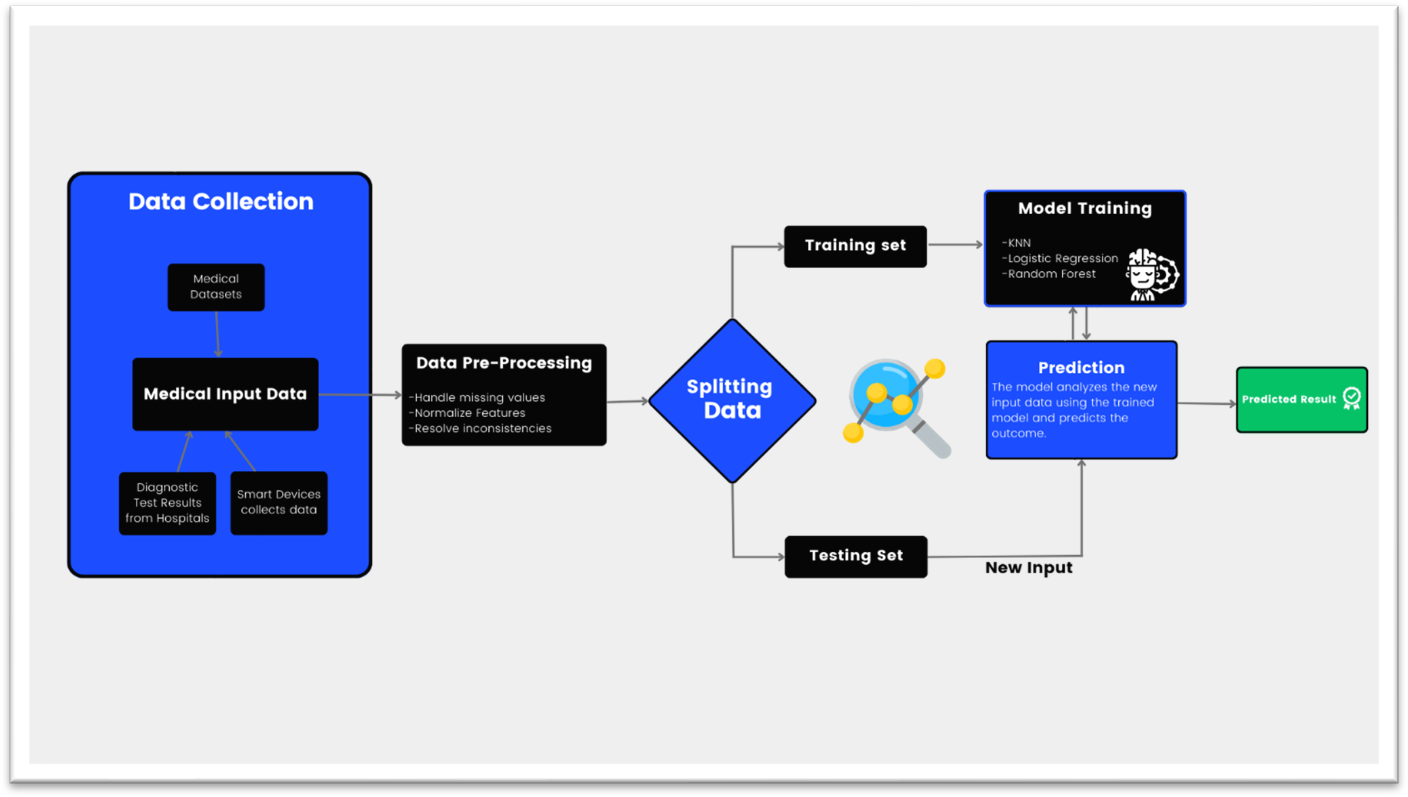 Data Collection
Medical
Datasets
Medical Input Data
Diagnostic
Test Results
from Hospitals
Smart Devices
collects data
Data Pre-Processing
-Handle missing values
-Normalize Features
-Resolve inconsistencies
Splitting
Data
Training set
Testing Set
New Input
Model Training
-KNN
-Logistic Regression
-Random Forest
Prediction
The model analyzes the new
input data using the trained
model and predicts the
outcome.
Predicted Result